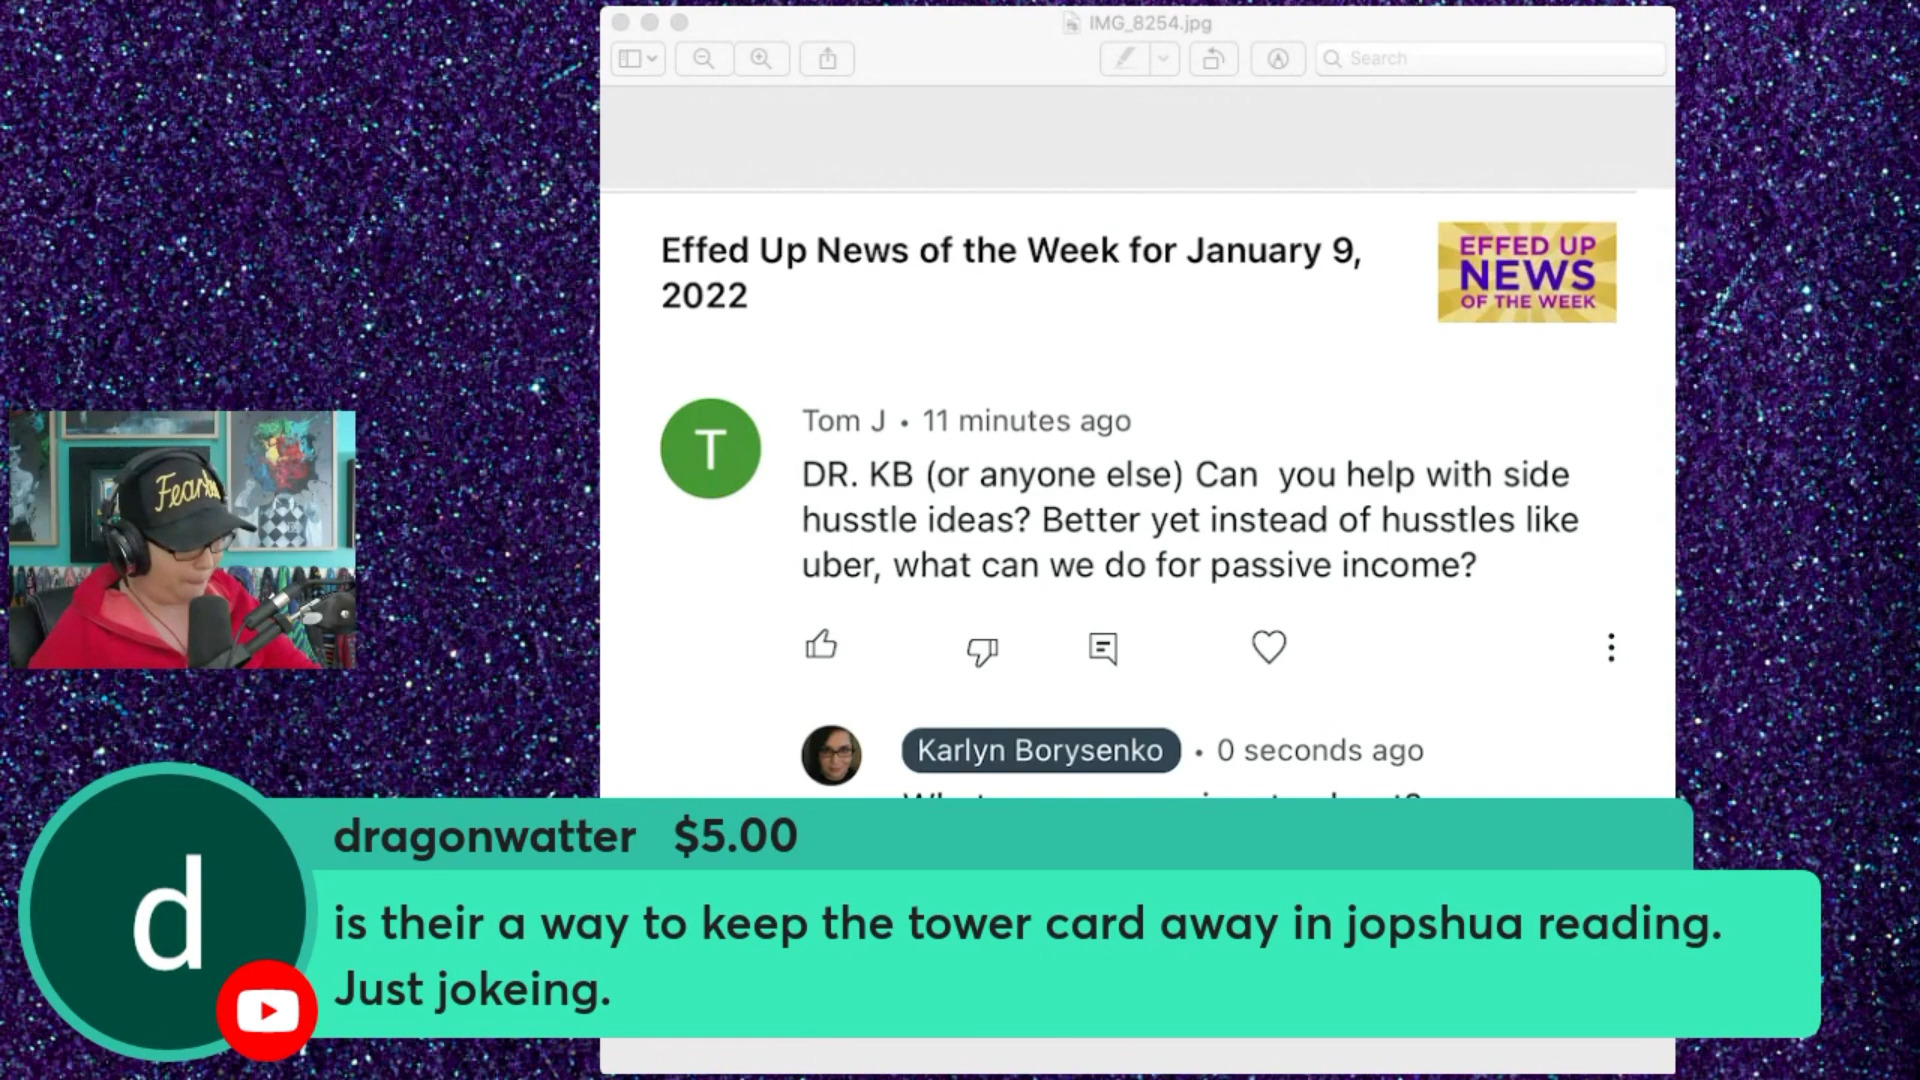 IMG_8254.jpg
Search
Effed Up News of the Week for January 9,
2022
EFFED UP
NEWS
OF THE WEEK
T
Tom J • 11 minutes ago
DR. KB (or anyone else) Can you help with side
husstle ideas? Better yet instead of husstles like
uber, what can we do for passive income?
Karlyn Borysenko • 0 seconds ago
d
dragonwatter $5.00
is their a way to keep the tower card away in jopshua reading.
Just jokeing.